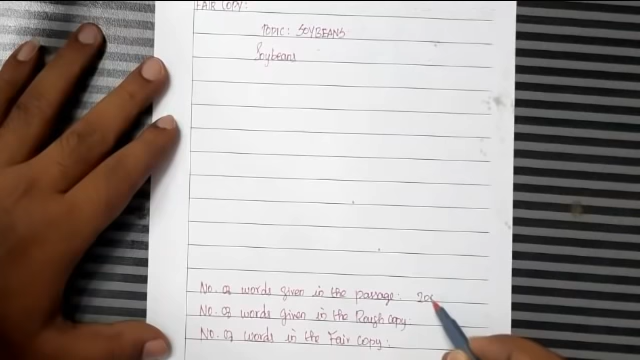 FAIR COPY:
TOPIC: SOYBEANS
Soybeans
No. of words given in the passage:
No. of words given in the Rough copy:
No. of words in the Fair copy: